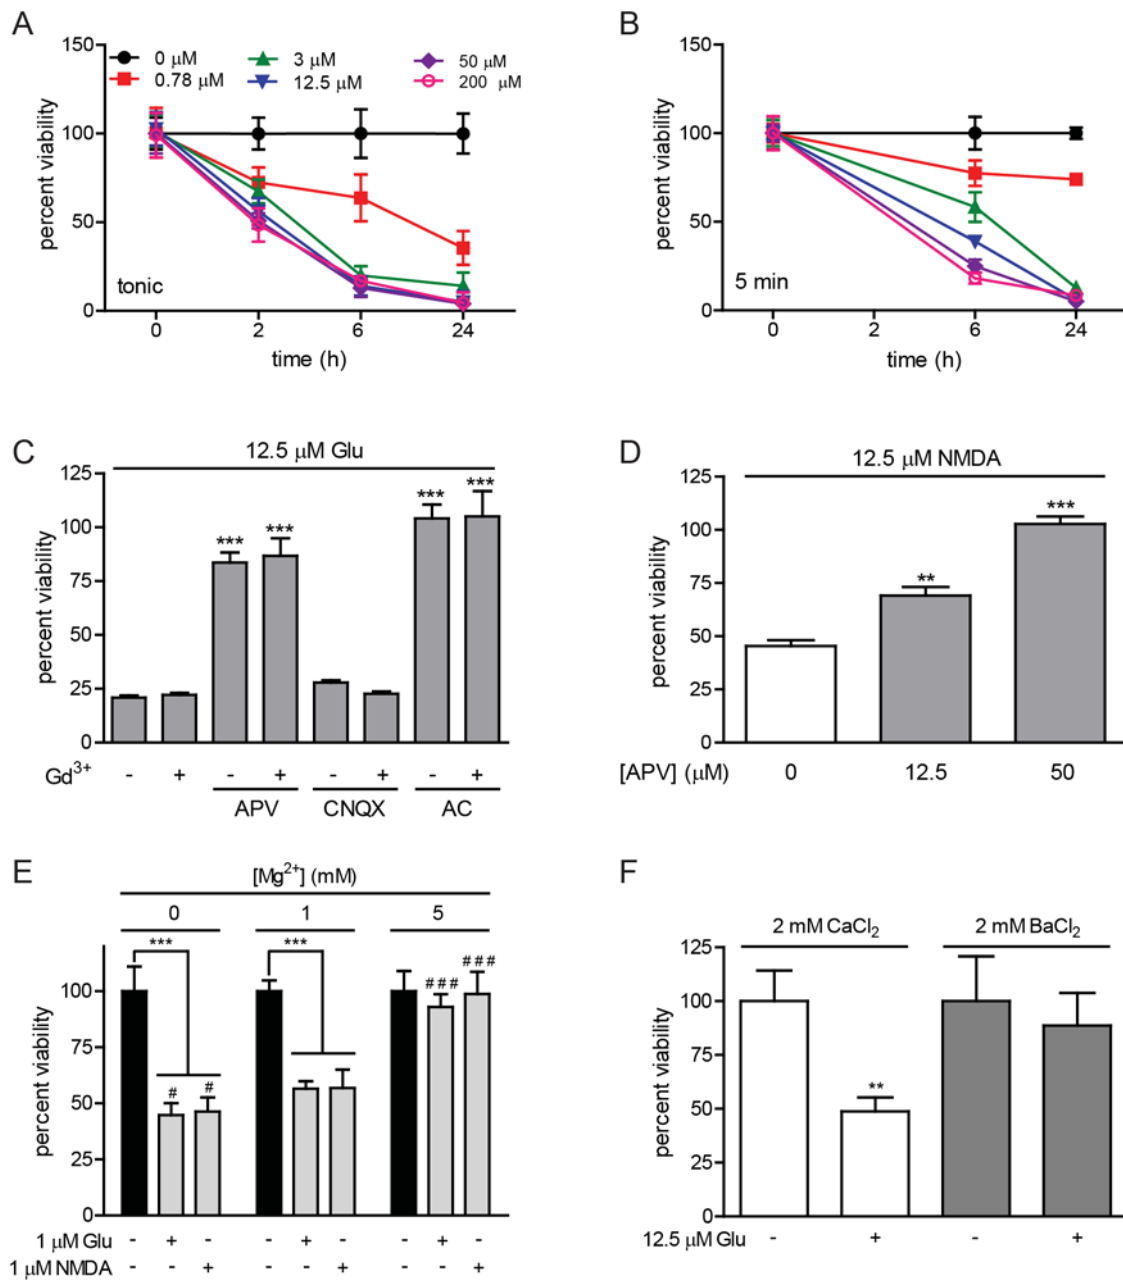 A
150
100
50
0
percent viability
0 μM
3 μM
50 μM
0.78 μM
12.5 μM
200 μM
tonic
0
2
6
24
time (h)
B
150
100
50
0
percent viability
5 min
0
2
6
24
time (h)
C
12.5 μM Glu
125
100
75
50
25
0
percent viability
***
***
***
***
Gd3+
-
+
-
+
-
+
-
+
APV
CNQX
AC
D
12.5 μM NMDA
125
100
75
50
25
0
percent viability
**
***
[APV] (μM)
0
12.5
50
E
[Mg2+] (mM)
0
1
5
***
***
###
###
#
#
100
75
50
25
0
percent viability
1 μM Glu
-
+
-
-
+
-
-
+
-
1 μM NMDA
-
-
+
-
-
+
-
-
+
F
2 mM CaCl2
2 mM BaCl2
125
100
75
50
25
0
percent viability
**
12.5 μM Glu
-
+
-
+